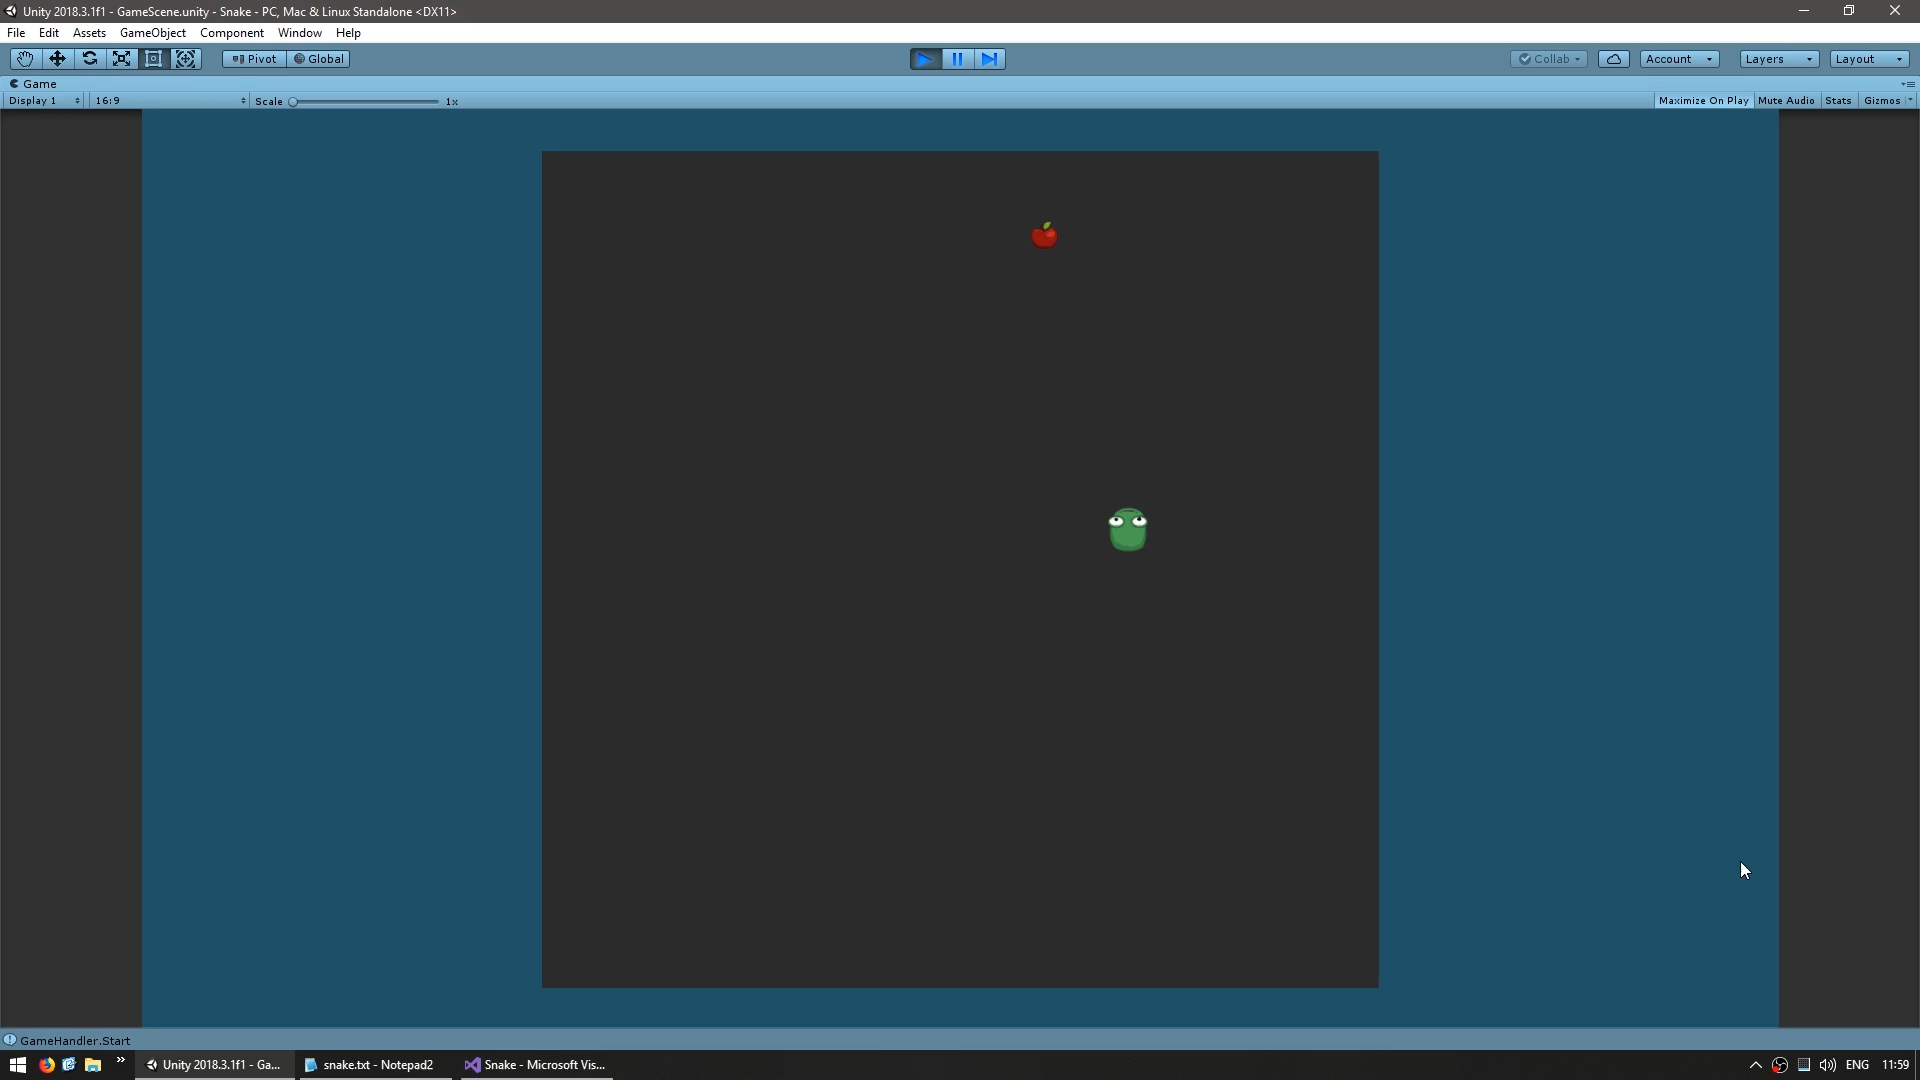 Unity 2018.3.1f1 - GameScene.unity - Snake - PC, Mac & Linux Standalone <DX11>
File Edit Assets GameObject Component Window Help
Pivot Global Collab Account Layers Layout
Game
Display 1 16:9 Scale 1x Maximize On Play Mute Audio Stats Gizmos
GameHandler.Start
Unity 2018.3.1f1 - Ga... snake.txt - Notepad2 Snake - Microsoft Vis... ENG 11:59